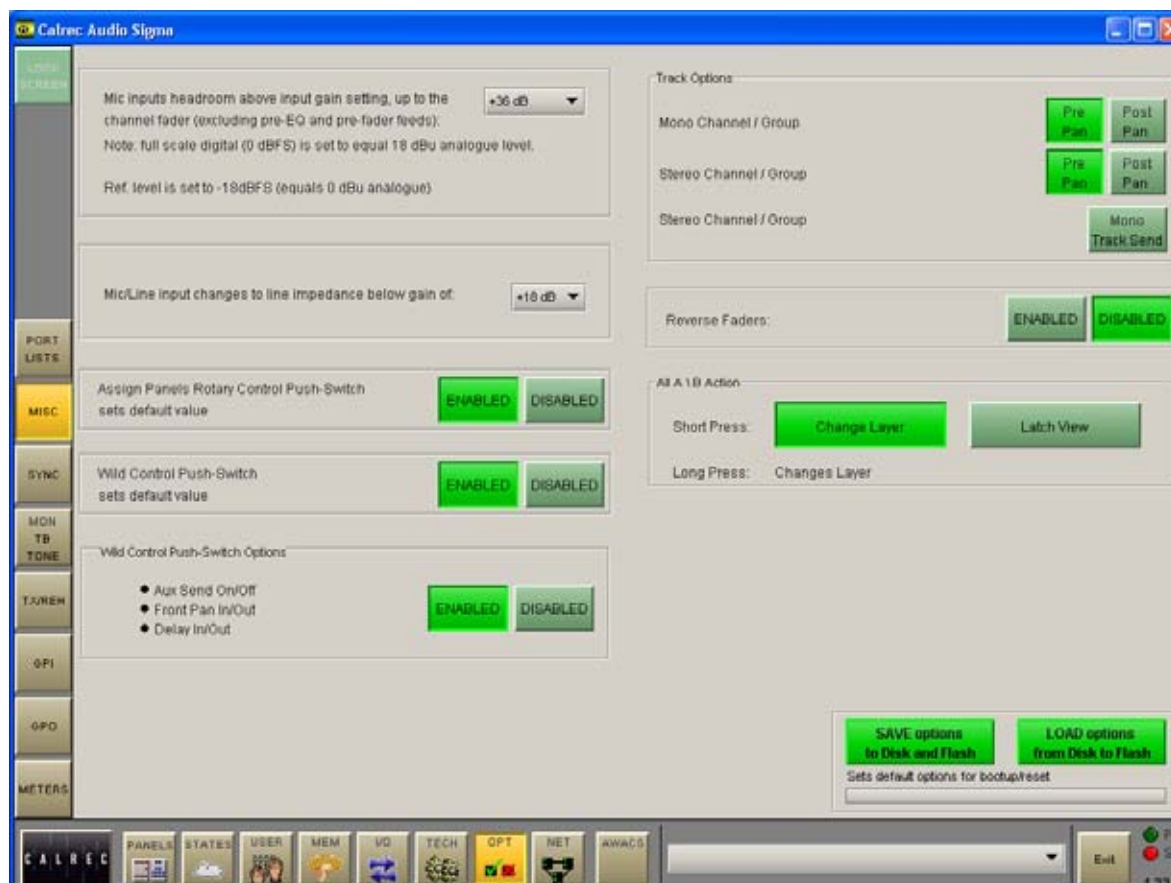 Calrec Audio Sigma
LOCK
SCREEN
PORT
LISTS
MISC
SYNC
MON
TB
TONE
TX/REH
GPI
GPO
METERS
Mic inputs headroom above input gain setting, up to the
channel fader (excluding pre-EQ and pre-fader feeds):
+36 dB
Note: full scale digital (0 dBFS) is set to equal 18 dBu analogue level.
Ref. level is set to -18dBFS (equals 0 dBu analogue)
Mic/Line input changes to line impedance below gain of:
+18 dB
Assign Panels Rotary Control Push-Switch
sets default value
ENABLED
DISABLED
Wild Control Push-Switch
sets default value
ENABLED
DISABLED
Wild Control Push-Switch Options
• Aux Send On/Off
• Front Pan In/Out
• Delay In/Out
ENABLED
DISABLED
Track Options
Mono Channel / Group
Pre
Pan
Post
Pan
Stereo Channel / Group
Pre
Pan
Post
Pan
Stereo Channel / Group
Mono
Track Send
Reverse Faders:
ENABLED
DISABLED
All A \ B Action
Short Press:
Change Layer
Latch View
Long Press:
Changes Layer
SAVE options
to Disk and Flash
LOAD options
from Disk to Flash
Sets default options for bootup/reset
CALREC
PANELS
STATES
USER
MEM
I/O
TECH
OPT
NET
AWACS
Exit